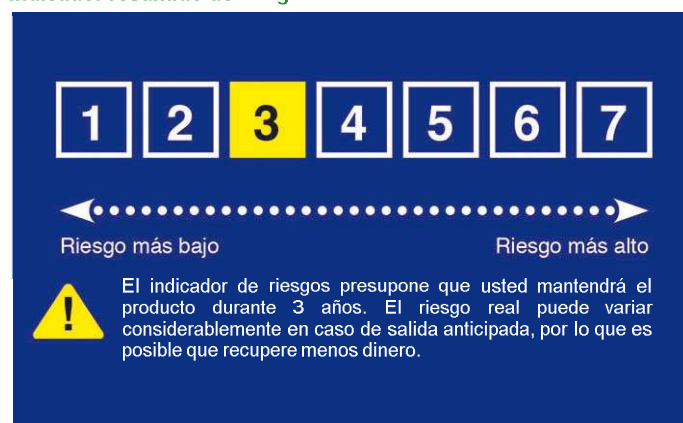 1 2 3 4 5 6 7
Riesgo más bajo Riesgo más alto
! El indicador de riesgos presupone que usted mantendrá el
producto durante 3 años. El riesgo real puede variar
considerablemente en caso de salida anticipada, por lo que es
posible que recupere menos dinero.